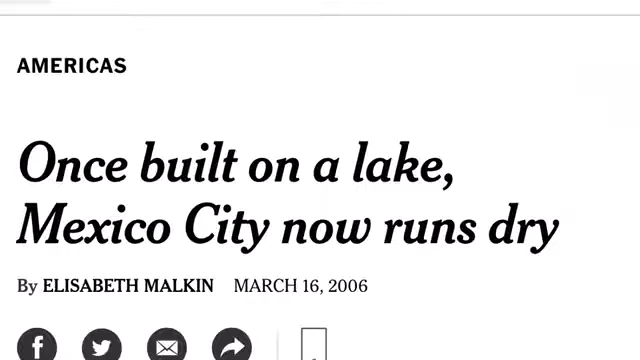 AMERICAS
Once built on a lake,
Mexico City now runs dry
By ELISABETH MALKIN MARCH 16, 2006